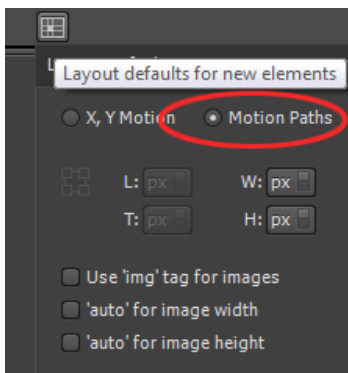 Layout defaults for new elements
X, Y Motion Motion Paths
L: px W: px
T: px H: px
Use 'img' tag for images
'auto' for image width
'auto' for image height